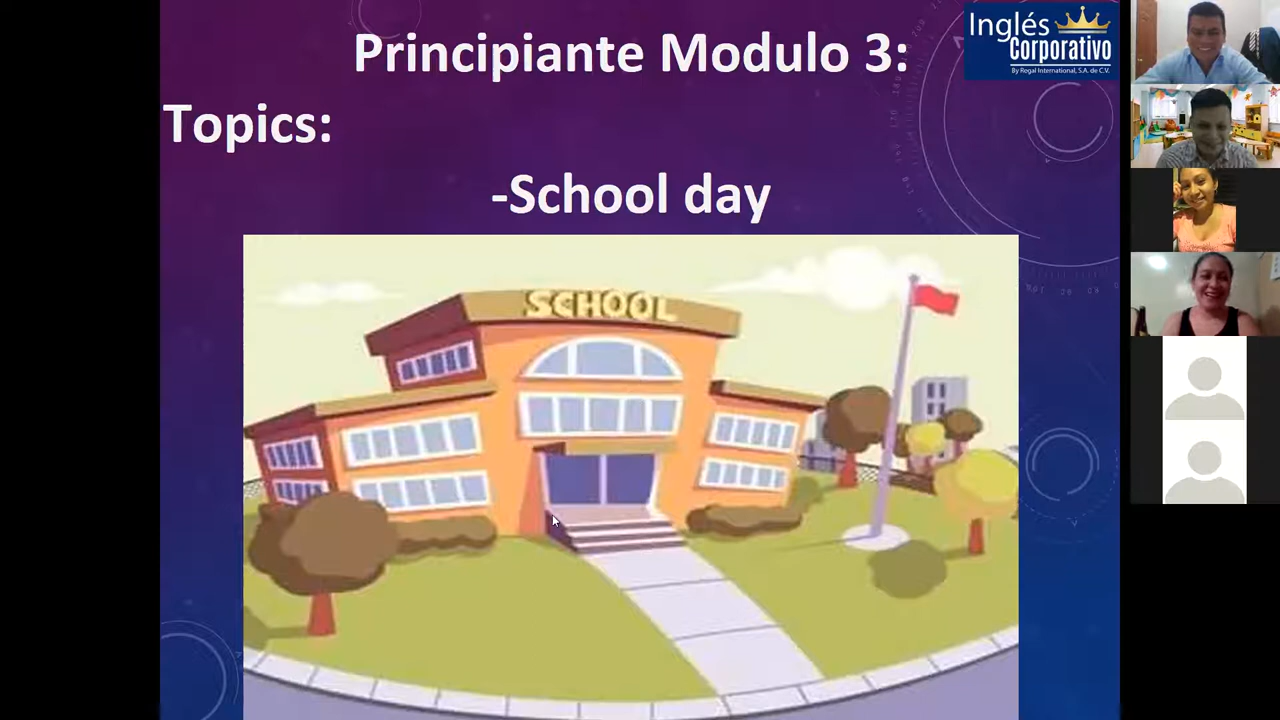 Principiante Modulo 3:
Inglés
Corporativo
By Regal International, S.A. de C.V.
Topics:
-School day
SCHOOL